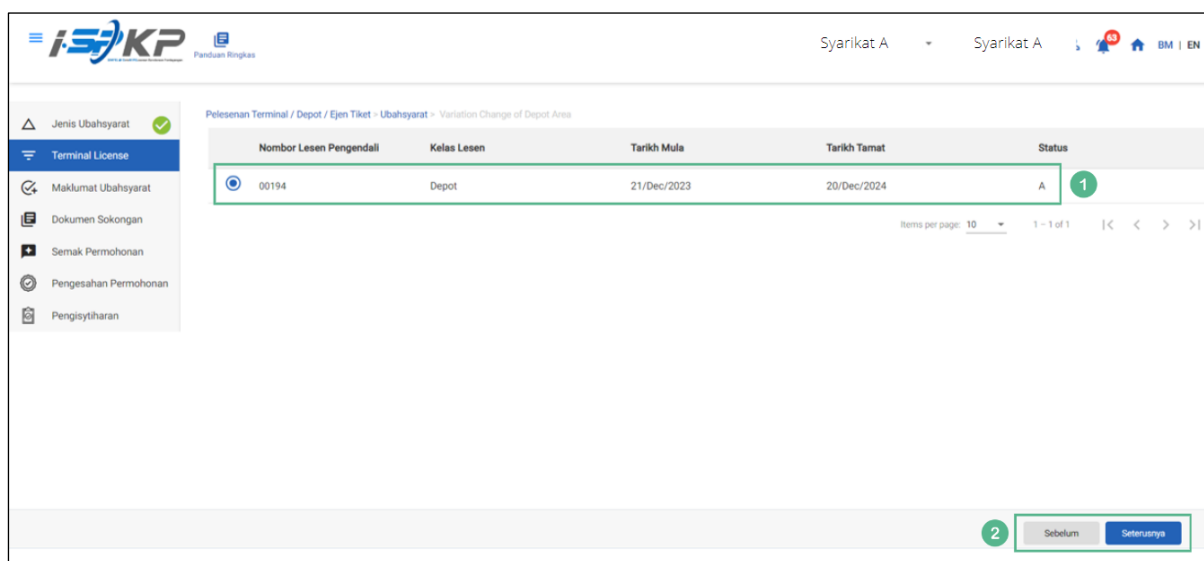 i-SPKP
Panduan Ringkas
Syarikat A
Syarikat A
63
BM | EN
Jenis Ubahsyarat
Terminal License
Maklumat Ubahsyarat
Dokumen Sokongan
Semak Permohonan
Pengesahan Permohonan
Pengisytiharan
Pelesenan Terminal / Depot / Ejen Tiket > Ubahsyarat > Variation Change of Depot Area
Nombor Lesen Pengendali Kelas Lesen Tarikh Mula Tarikh Tamat Status
00194 Depot 21/Dec/2023 20/Dec/2024 A 1
Items per page: 10 1 – 1 of 1
2 Sebelum Seterusnya